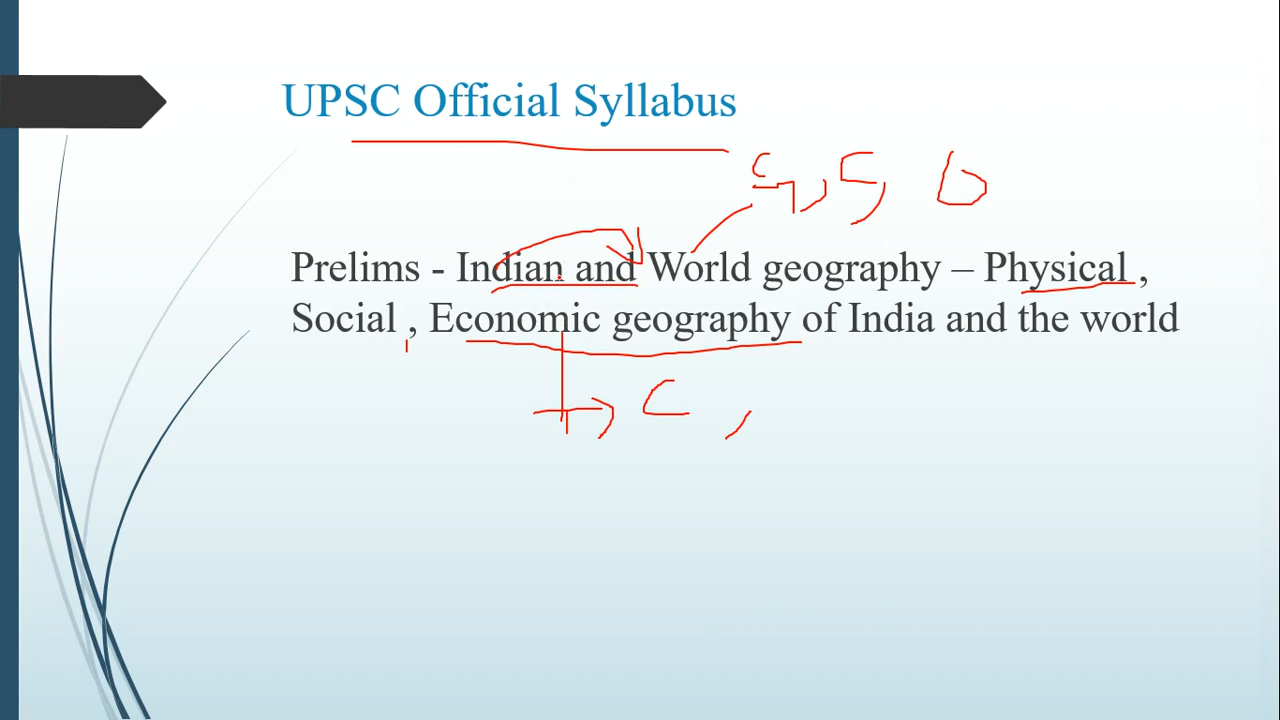 UPSC Official Syllabus
Prelims - Indian and World geography – Physical ,
Social , Economic geography of India and the world